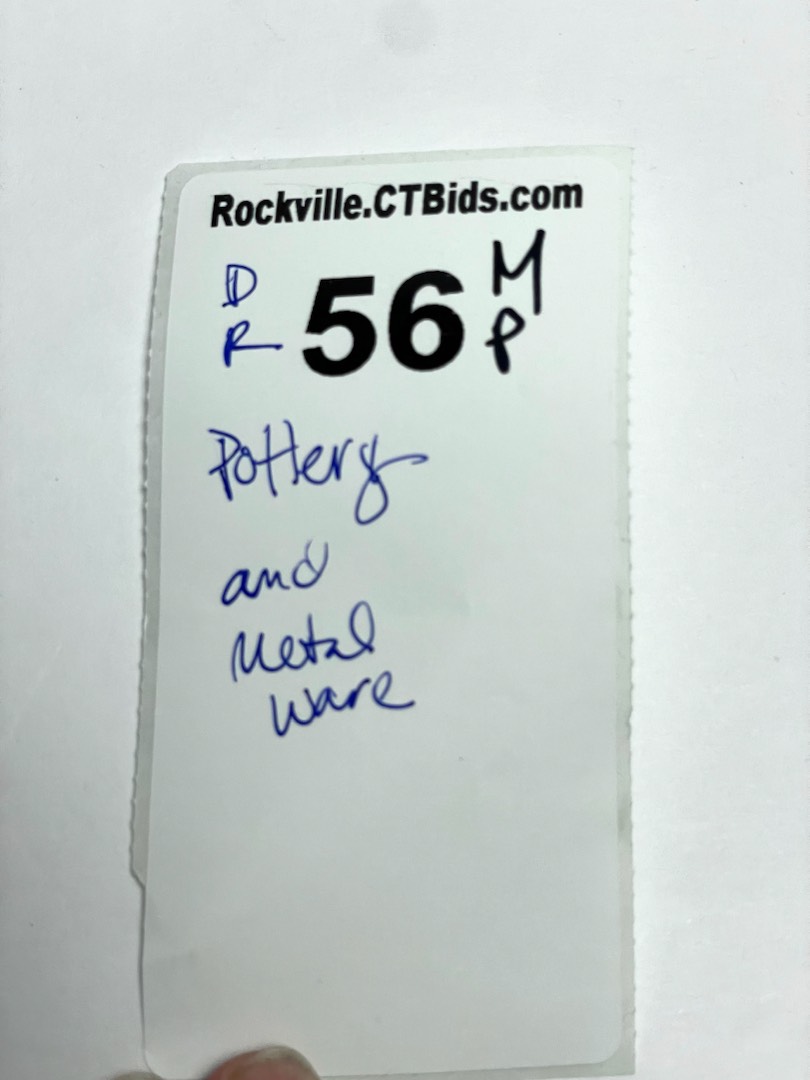 Rockville.CTBids.com
D M
R 56 P
Pottery
and
Metal
Ware